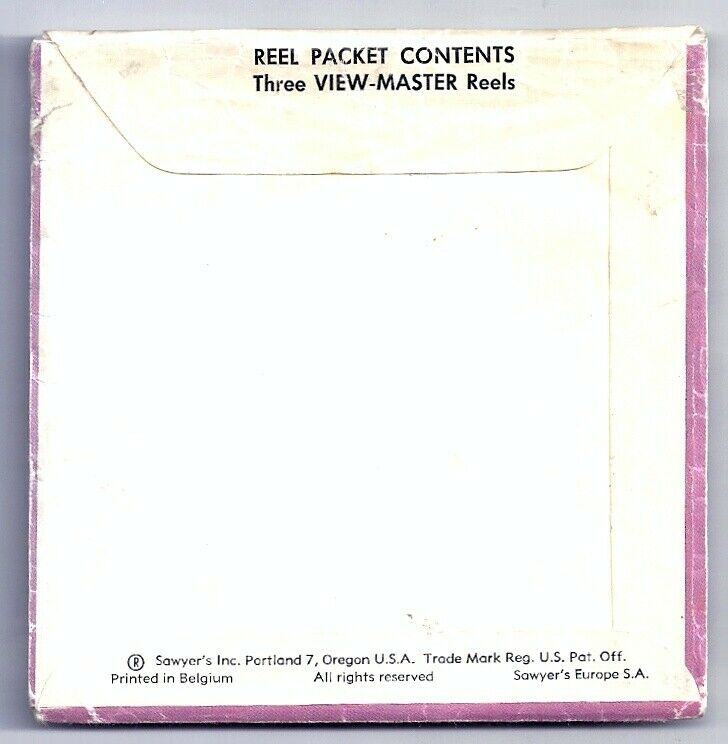 REEL PACKET CONTENTS
Three VIEW-MASTER Reels
® Sawyer's Inc. Portland 7, Oregon U.S.A. Trade Mark Reg. U.S. Pat. Off.
Printed in Belgium All rights reserved Sawyer's Europe S.A.